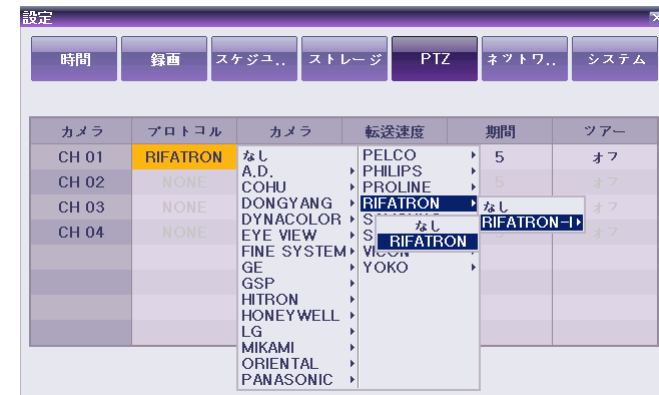 設定
時間 録画 スケジュ.. ストレージ PTZ ネットワ.. システム
カメラ プロトコル カメラ 転送速度 期間 ツアー
CH 01 RIFATRON 5 オフ
CH 02 NONE 5
CH 03 NONE オフ
CH 04 NONE オフ
なし
A.D.
COHU
DONGYANG
DYNACOLOR
EYE VIEW
FINE SYSTEM
GE
GSP
HITRON
HONEYWELL
LG
MIKAMI
ORIENTAL
PANASONIC
PELCO
PHILIPS
PROLINE
RIFATRON
VICON
YOKO
なし
RIFATRON-I
なし
RIFATRON